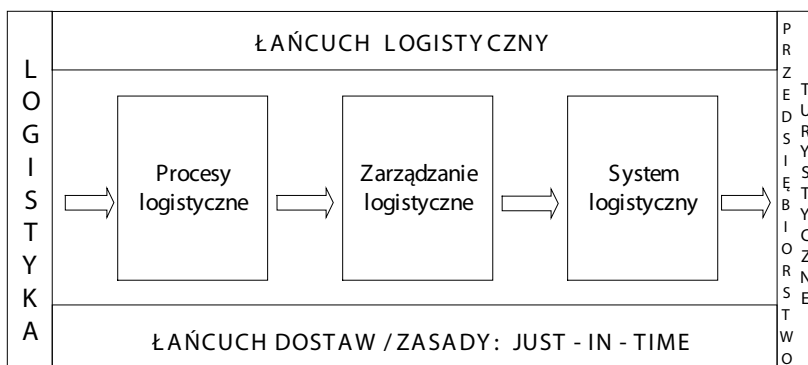 LOGISTYKA
ŁAŃCUCH LOGISTYCZNY
Procesy
logistyczne
Zarządzanie
logistyczne
System
logistyczny
ŁAŃCUCH DOSTAW / ZASADY: JUST - IN - TIME
PRZEDSIĘBIORSTWO
TURYSTYCZNE